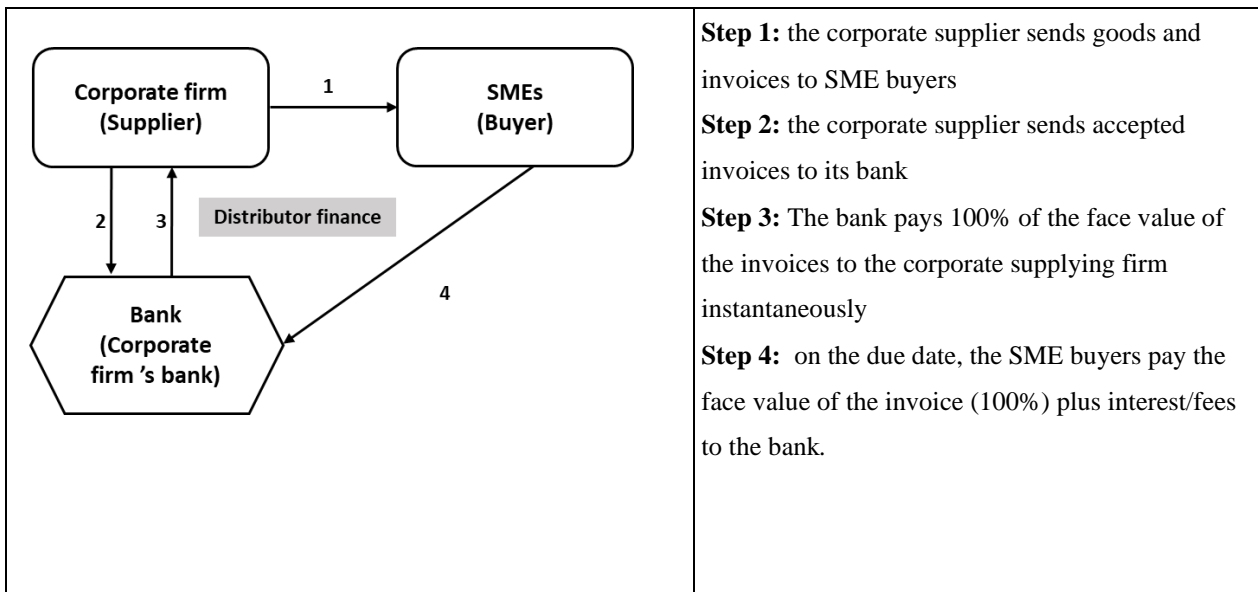 Corporate firm
(Supplier)
1
SMEs
(Buyer)
2
3
Distributor finance
4
Bank
(Corporate
firm 's bank)
Step 1: the corporate supplier sends goods and
invoices to SME buyers
Step 2: the corporate supplier sends accepted
invoices to its bank
Step 3: The bank pays 100% of the face value of
the invoices to the corporate supplying firm
instantaneously
Step 4:  on the due date, the SME buyers pay the
face value of the invoice (100%) plus interest/fees
to the bank.